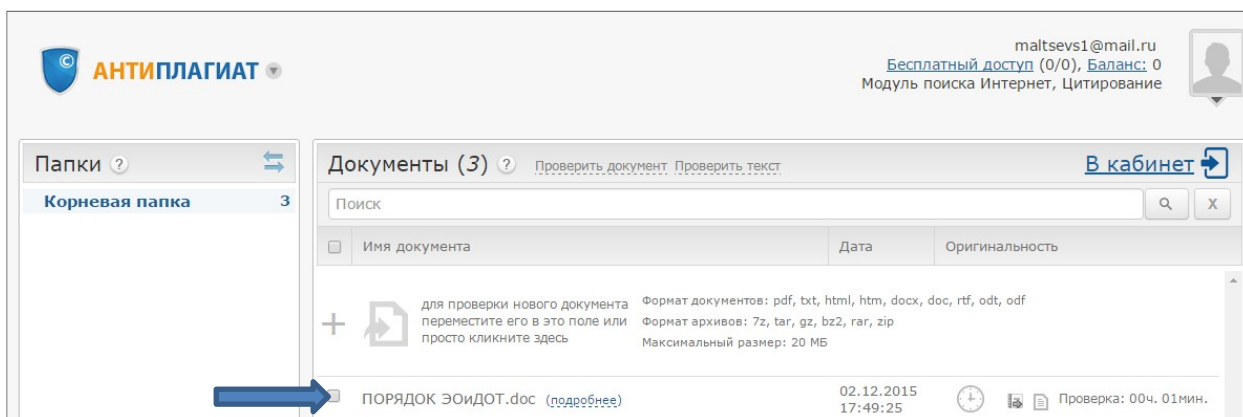 maltsevs1@mail.ru
© АНТИПЛАГИАТ
Бесплатный доступ (0/0), Баланс: 0
Модуль поиска Интернет, Цитирование
Папки ?
Документы (3) ? Проверить документ Проверить текст В кабинет
Корневая папка 3
Поиск X
Имя документа Дата Оригинальность
для проверки нового документа
переместите его в это поле или
просто кликните здесь
Формат документов: pdf, txt, html, htm, docx, doc, rtf, odt, odf
Формат архивов: 7z, tar, gz, bz2, rar, zip
Максимальный размер: 20 МБ
ПОРЯДОК ЭОиДОТ.doc (подробнее) 02.12.2015
17:49:25
Проверка: 00ч. 01мин.